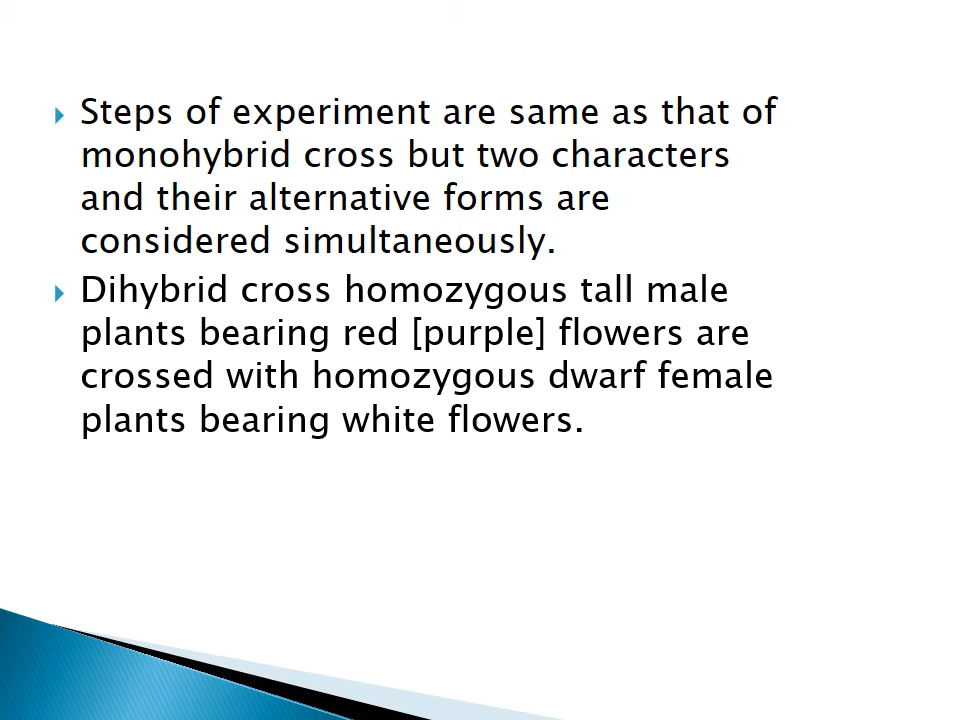 Steps of experiment are same as that of
monohybrid cross but two characters
and their alternative forms are
considered simultaneously.
Dihybrid cross homozygous tall male
plants bearing red [purple] flowers are
crossed with homozygous dwarf female
plants bearing white flowers.